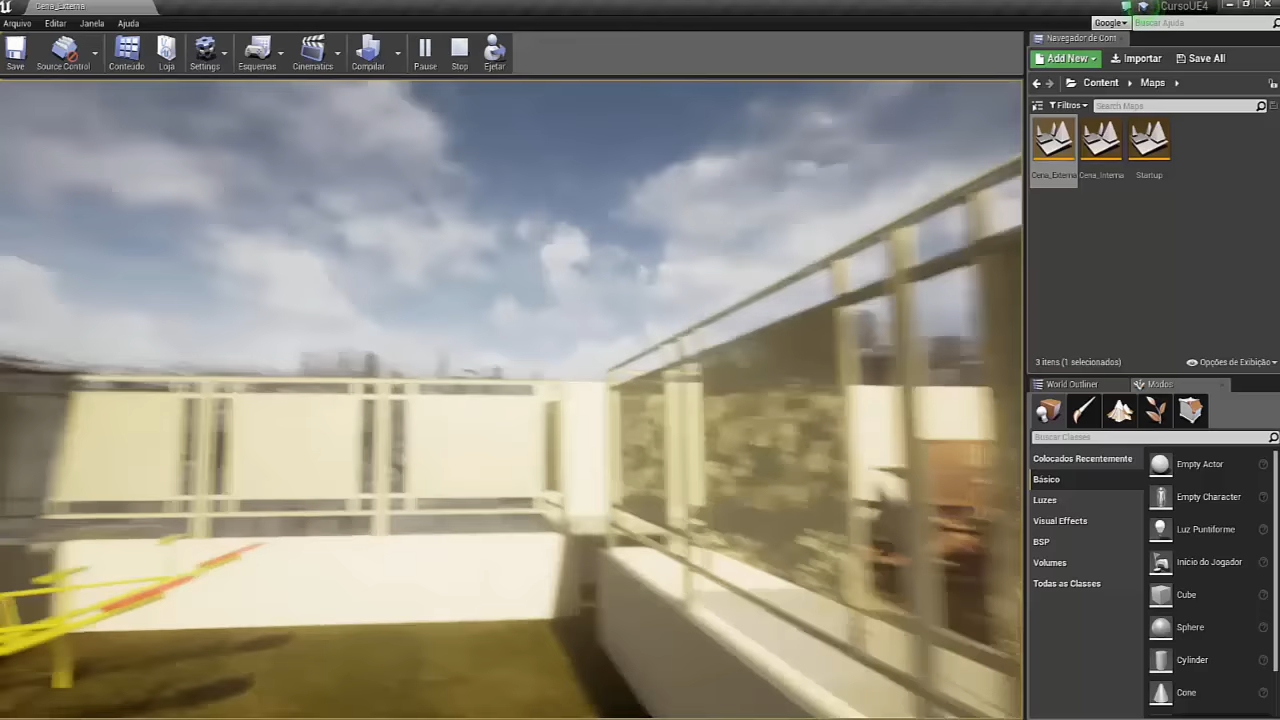 Cena_Externa
CursoUE4
Arquivo Editar Janela Ajuda
Google Buscar Ajuda
Save Source Control Conteúdo Loja Settings Esquemas Cinematics Compilar Pause Stop Ejetar
Navegador de Cont
Add New Importar Save All
Content Maps
Filtros Search Maps
Cena_Externa Cena_Interna Startup
3 itens (1 selecionados) Opções de Exibição
World Outliner Modos
Buscar Classes
Colocados Recentemente
Básico
Luzes
Visual Effects
BSP
Volumes
Todas as Classes
Empty Actor
Empty Character
Luz Puntiforme
Início do Jogador
Cube
Sphere
Cylinder
Cone